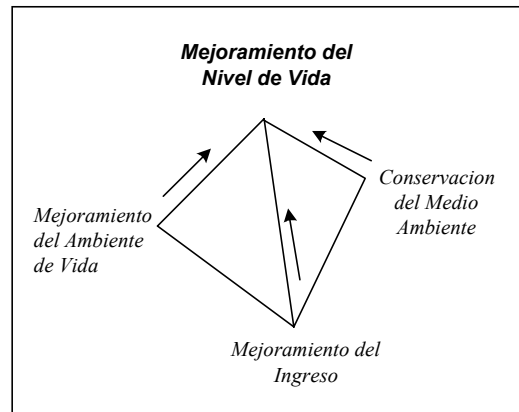 Mejoramiento del
Nivel de Vida
Conservacion
del Medio
Ambiente
Mejoramiento
del Ambiente
de Vida
Mejoramiento del
Ingreso